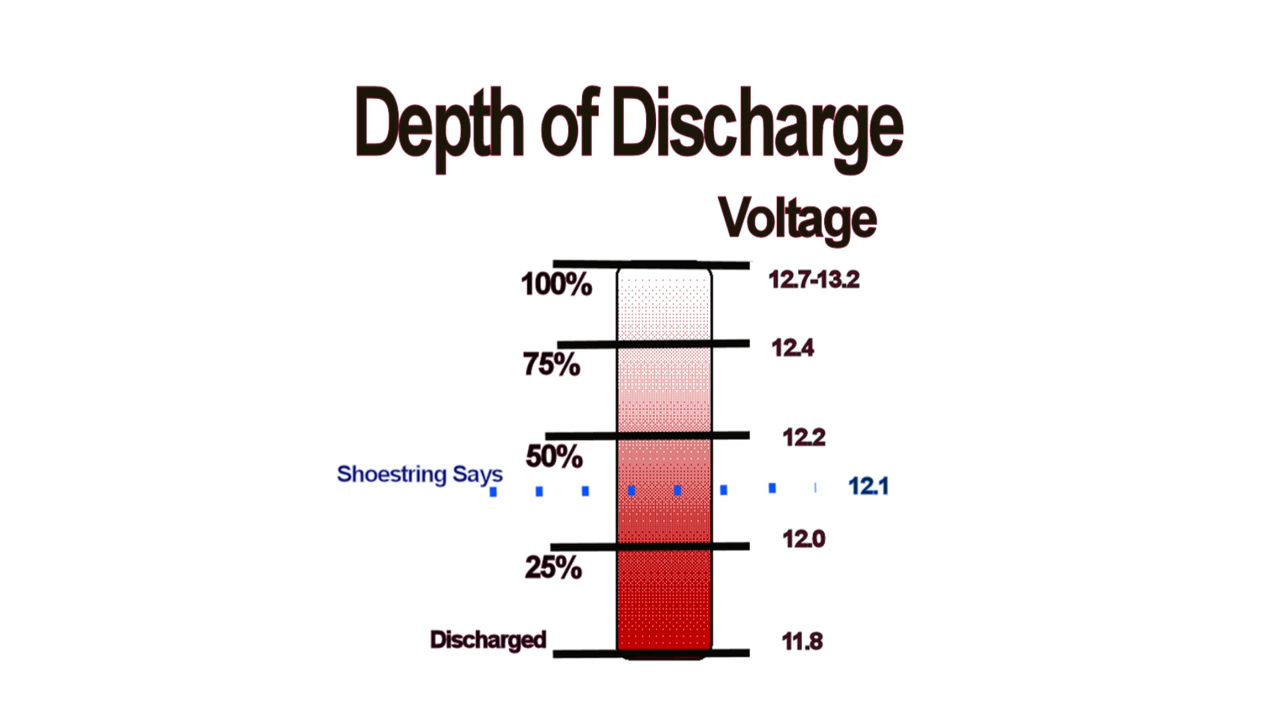 Depth of Discharge
Voltage
100% 12.7-13.2
75% 12.4
50% 12.2
Shoestring Says 12.1
25% 12.0
Discharged 11.8